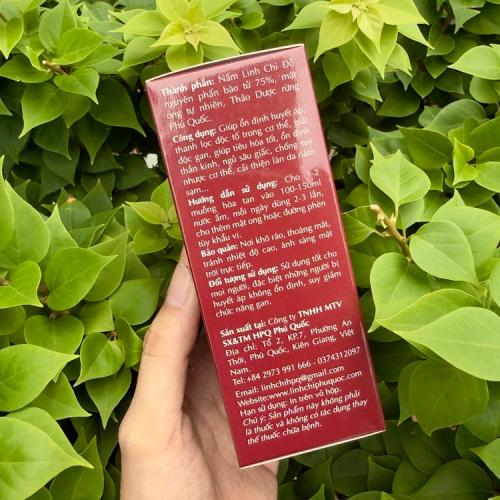 Thành phần: Nấm Linh Chi Đỏ
nguyên phấn bào tử 75%, mật
ong tự nhiên, Thảo Dược rừng
Phú Quốc.
Công dụng: Giúp ổn định huyết áp,
thanh lọc độc tố trong cơ thể, giải
độc gan, giúp tiêu hóa tốt, ổn định
thần kinh, ngủ sâu giấc, chống suy
nhược cơ thể, cải thiện làn da nám
sạm...
Hướng dẫn sử dụng: Cho 1-2
muỗng hòa tan vào 100-150ml
nước ấm, mỗi ngày dùng 2-3 lần
cho thêm mật ong hoặc đường phèn
tùy khẩu vị.
Bảo quản: Nơi khô ráo, thoáng mát,
tránh nhiệt độ cao, ánh sáng mặt
trời trực tiếp.
Đối tượng sử dụng: Sử dụng tốt cho
mọi người, đặc biệt những người bị
huyết áp không ổn định, suy giảm
chức năng gan.
Sản xuất tại: Công ty TNHH MTV
SX&TM HPQ Phú Quốc
Địa chỉ: Tổ 2, KP.7, Phường An
Thới, Phú Quốc, Kiên Giang, Việt
Nam.
Tel:+84 2973 991 666 - 0374312097
Email: linhchihpq@gmail.com
Website:www.linhchiphuquoc.com
Hạn sử dụng: In trên vỏ hộp.
Chú ý: Sản phẩm này không phải
là thuốc và không có tác dụng thay
thế thuốc chữa bệnh.